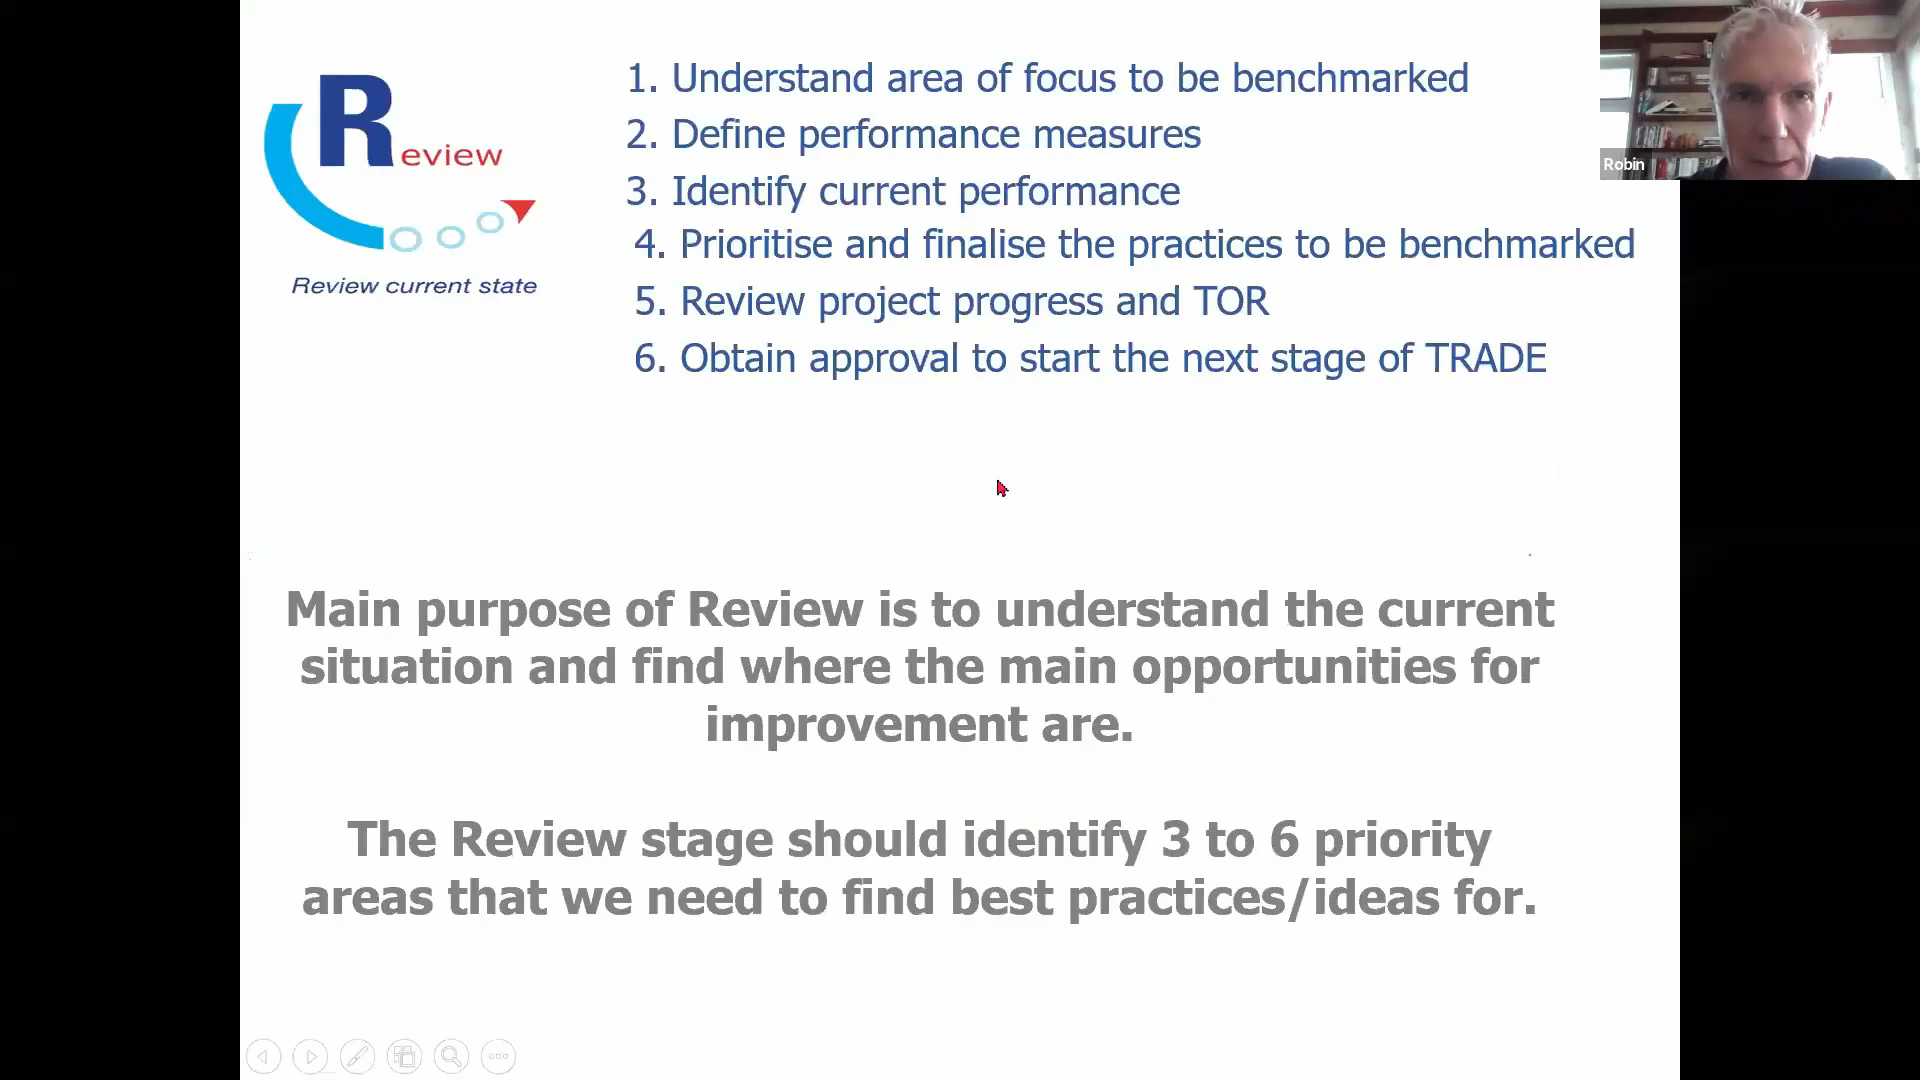 Review
Review current state
1. Understand area of focus to be benchmarked
2. Define performance measures
3. Identify current performance
4. Prioritise and finalise the practices to be benchmarked
5. Review project progress and TOR
6. Obtain approval to start the next stage of TRADE
Robin
Main purpose of Review is to understand the current
situation and find where the main opportunities for
improvement are.
The Review stage should identify 3 to 6 priority
areas that we need to find best practices/ideas for.